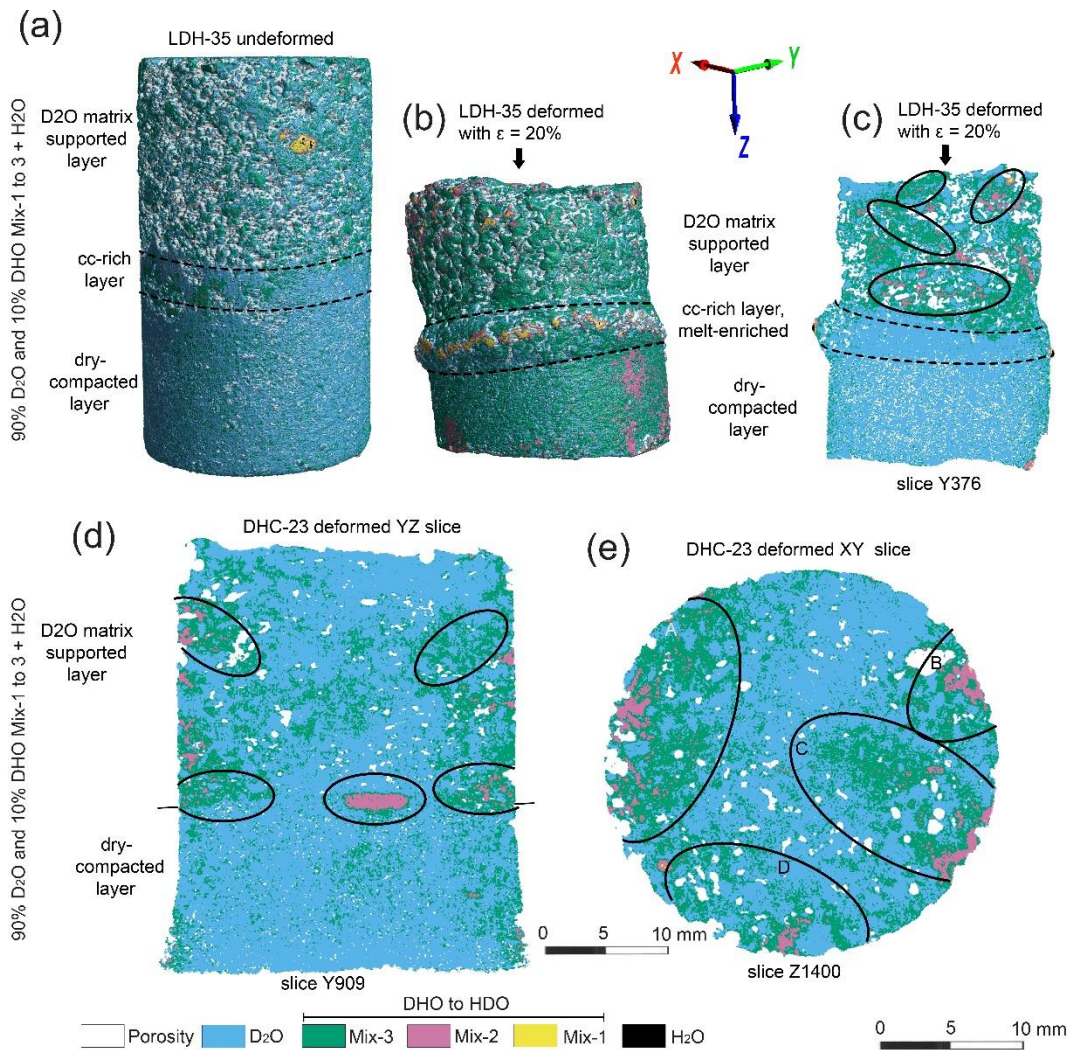 (a)
LDH-35 undeformed
90% D₂O and 10% DHO Mix-1 to 3 + H2O
D2O matrix
supported
layer
cc-rich
layer
dry-
compacted
layer
X
Y
Z
(b)
LDH-35 deformed
with ε = 20%
(c)
LDH-35 deformed
with ε = 20%
D2O matrix
supported
layer
cc-rich layer,
melt-enriched
dry-
compacted
layer
slice Y376
(d)
DHC-23 deformed YZ slice
90% D₂O and 10% DHO Mix-1 to 3 + H2O
D2O matrix
supported
layer
dry-
compacted
layer
slice Y909
(e)
DHC-23 deformed XY slice
A
B
C
D
0 5 10 mm
slice Z1400
DHO to HDO
Porosity D₂O Mix-3 Mix-2 Mix-1 H₂O
0 5 10 mm